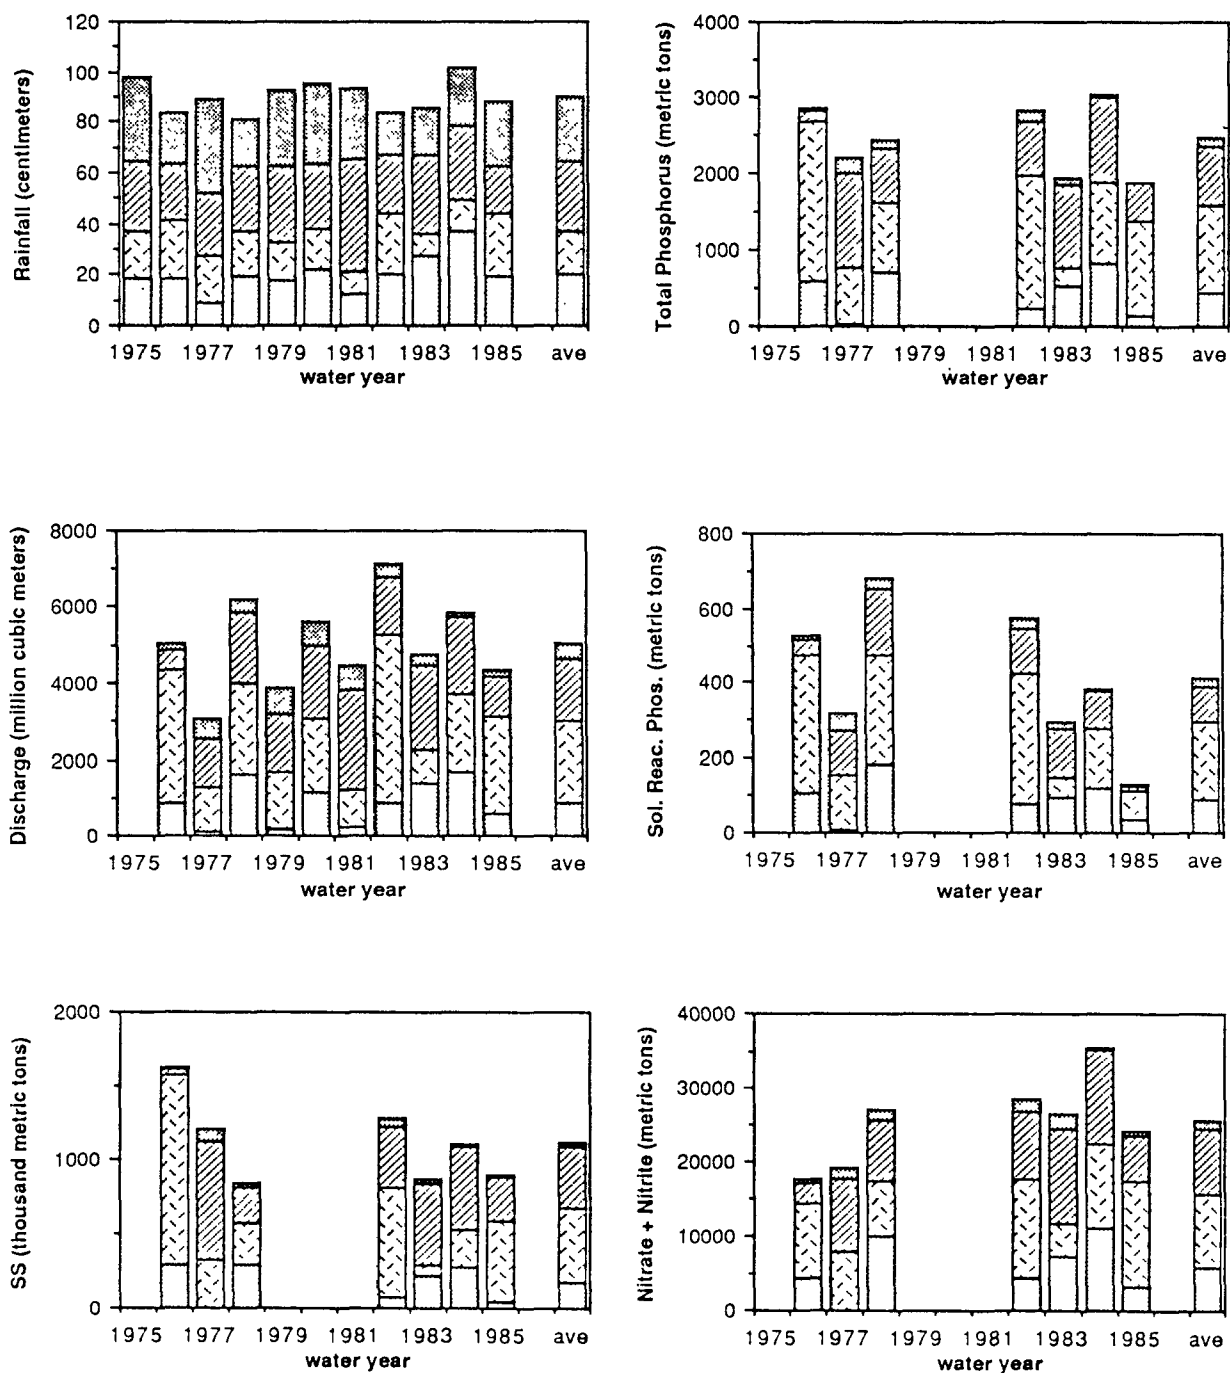 Rainfall (centimeters)
120
100
80
60
40
20
0
1975 1977 1979 1981 1983 1985 ave
water year
Total Phosphorus (metric tons)
4000
3000
2000
1000
0
1975 1977 1979 1981 1983 1985 ave
water year
Discharge (million cubic meters)
8000
6000
4000
2000
0
1975 1977 1979 1981 1983 1985 ave
water year
Sol. Reac. Phos. (metric tons)
800
600
400
200
0
1975 1977 1979 1981 1983 1985 ave
water year
SS (thousand metric tons)
2000
1000
0
1975 1977 1979 1981 1983 1985 ave
water year
Nitrate + Nitrite (metric tons)
40000
30000
20000
10000
0
1975 1977 1979 1981 1983 1985 ave
water year